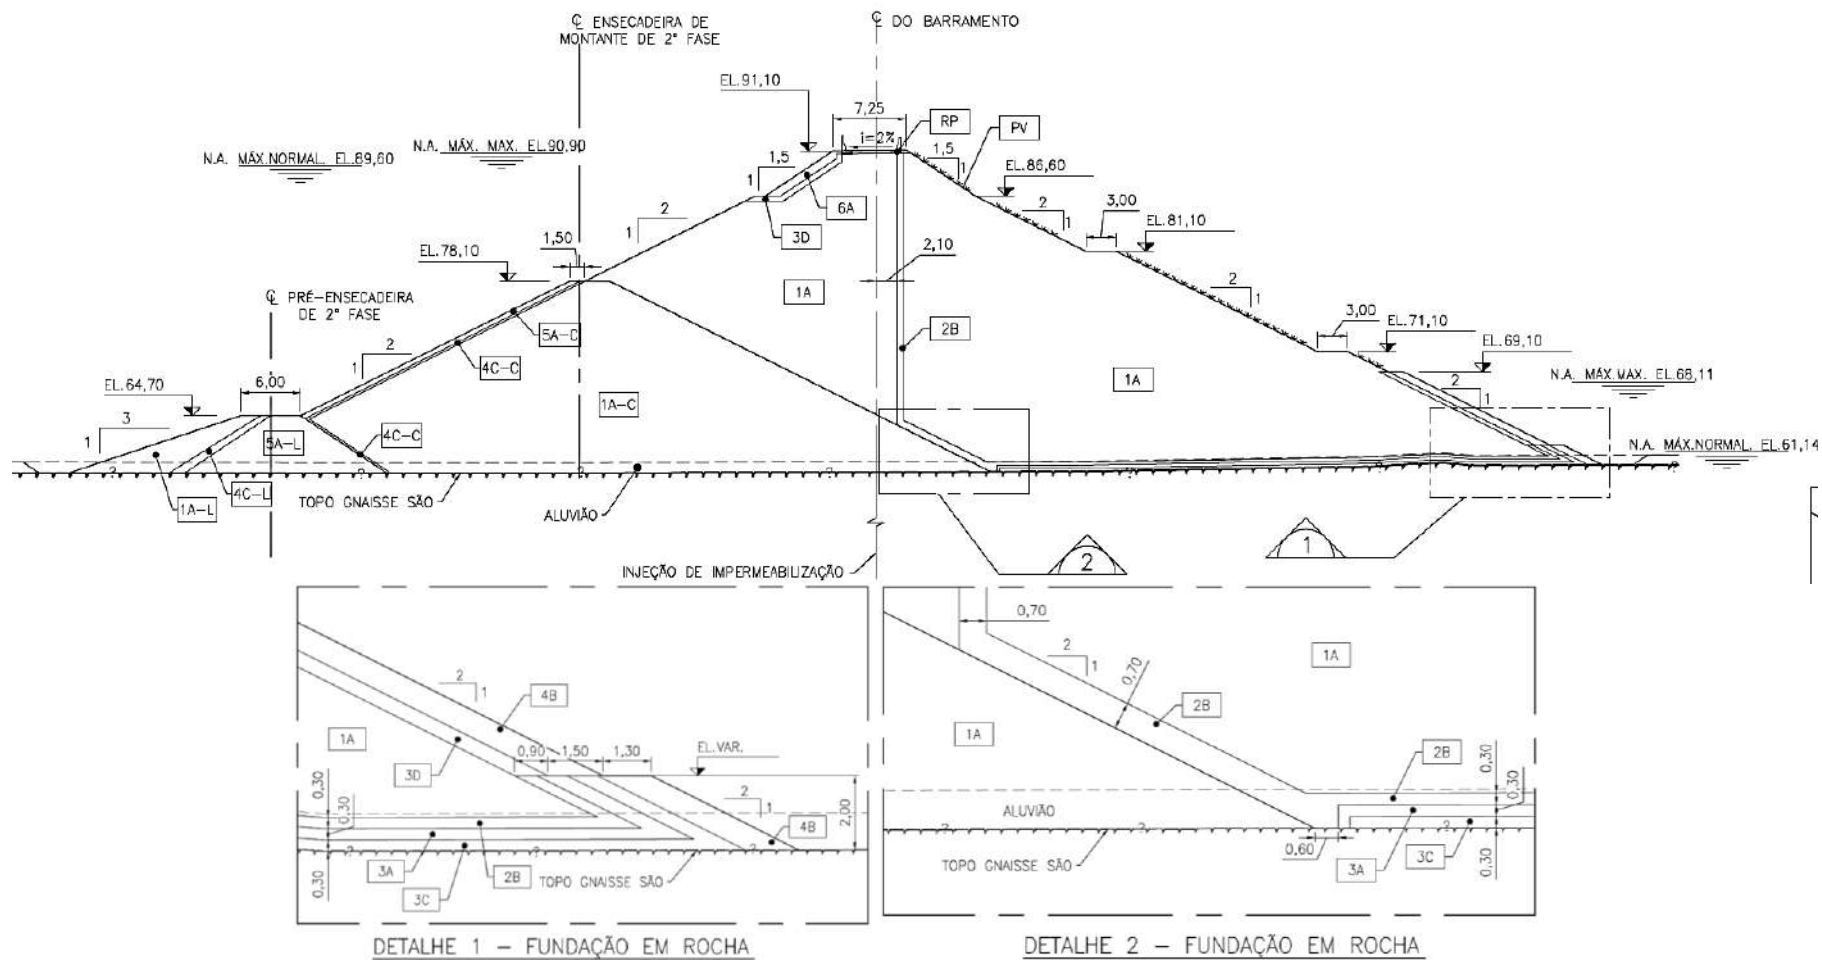 ℄ ENSECADEIRA DE
MONTANTE DE 2° FASE
℄ DO BARRAMENTO
EL.91,10
7,25
RP
PV
i=2%
N.A. MÁX.NORMAL. EL.89,60
N.A. MÁX. MAX. EL.90,90
1,5
1
1,5
1
EL.86,60
6A
3D
2
1
2
1
3,00
EL.81,10
1,50
EL.78,10
2,10
1A
2
1
℄ PRÉ-ENSECADEIRA
DE 2° FASE
5A-C
2B
3,00
EL.71,10
EL.69,10
2
1
4C-C
N.A. MÁX.MAX. EL.68,11
EL.64,70
6,00
1A
2
1
3
1
1A-C
5A-L
4C-C
N.A. MÁX.NORMAL. EL.61,14
4C-L
1A-L
TOPO GNAISSE SÃO
ALUVIÃO
INJEÇÃO DE IMPERMEABILIZAÇÃO
2
1
2
1
4B
1A
3D
0,90
1,50
1,30
EL.VAR.
0,30
0,30
2
1
2,00
4B
0,30
3A
3C
2B
TOPO GNAISSE SÃO
DETALHE 1 – FUNDAÇÃO EM ROCHA
0,70
2
1
1A
0,70
2B
1A
2B
0,30
0,30
ALUVIÃO
0,60
3A
3C
0,30
TOPO GNAISSE SÃO
DETALHE 2 – FUNDAÇÃO EM ROCHA